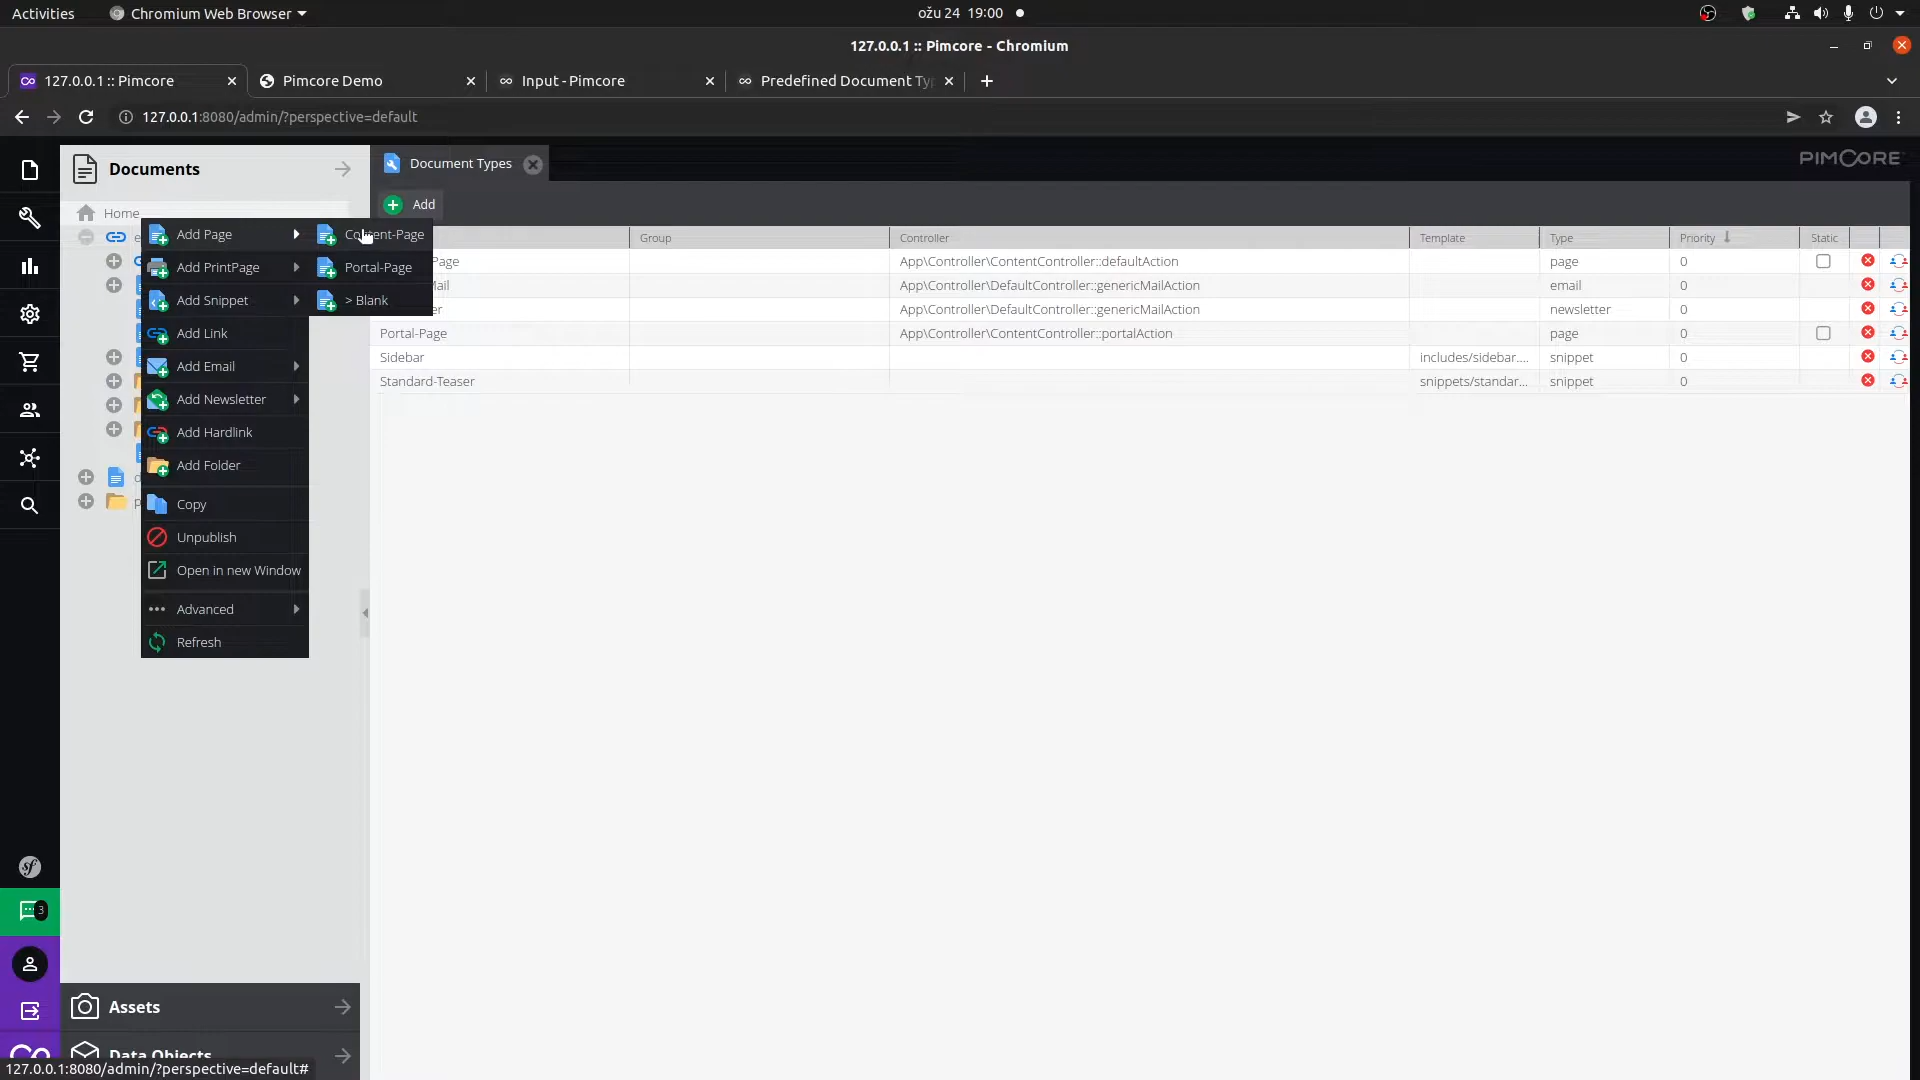 Activities
Chromium Web Browser
ožu 24 19:00
127.0.0.1 :: Pimcore - Chromium
127.0.0.1 :: Pimcore
Pimcore Demo
Input - Pimcore
Predefined Document Ty
127.0.0.1:8080/admin/?perspective=default
Documents
Document Types
PIMCORE
Home
Add
Add Page
Add PrintPage
Add Snippet
Add Link
Add Email
Add Newsletter
Add Hardlink
Add Folder
Copy
Unpublish
Open in new Window
Advanced
Refresh
Content-Page
Portal-Page
> Blank
Group Controller Template Type Priority Static
Page App\Controller\ContentController::defaultAction page 0
ail App\Controller\DefaultController::genericMailAction email 0
er App\Controller\DefaultController::genericMailAction newsletter 0
Portal-Page App\Controller\ContentController::portalAction page 0
Sidebar includes/sidebar.... snippet 0
Standard-Teaser snippets/standar... snippet 0
sf
3
Assets
Data Objects
127.0.0.1:8080/admin/?perspective=default#